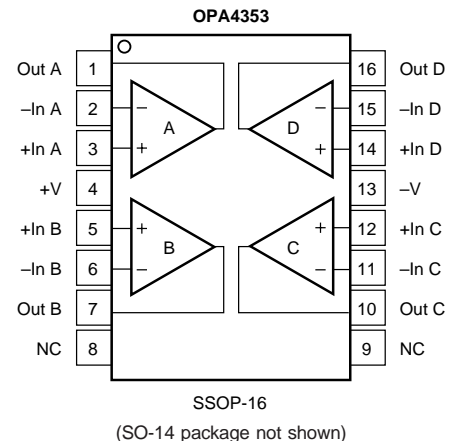 OPA4353
Out A 1 16 Out D
–In A 2 – – 15 –In D
A D
+In A 3 + + 14 +In D
+V 4 13 –V
+In B 5 + + 12 +In C
B C
–In B 6 – – 11 –In C
Out B 7 10 Out C
NC 8 9 NC
SSOP-16
(SO-14 package not shown)